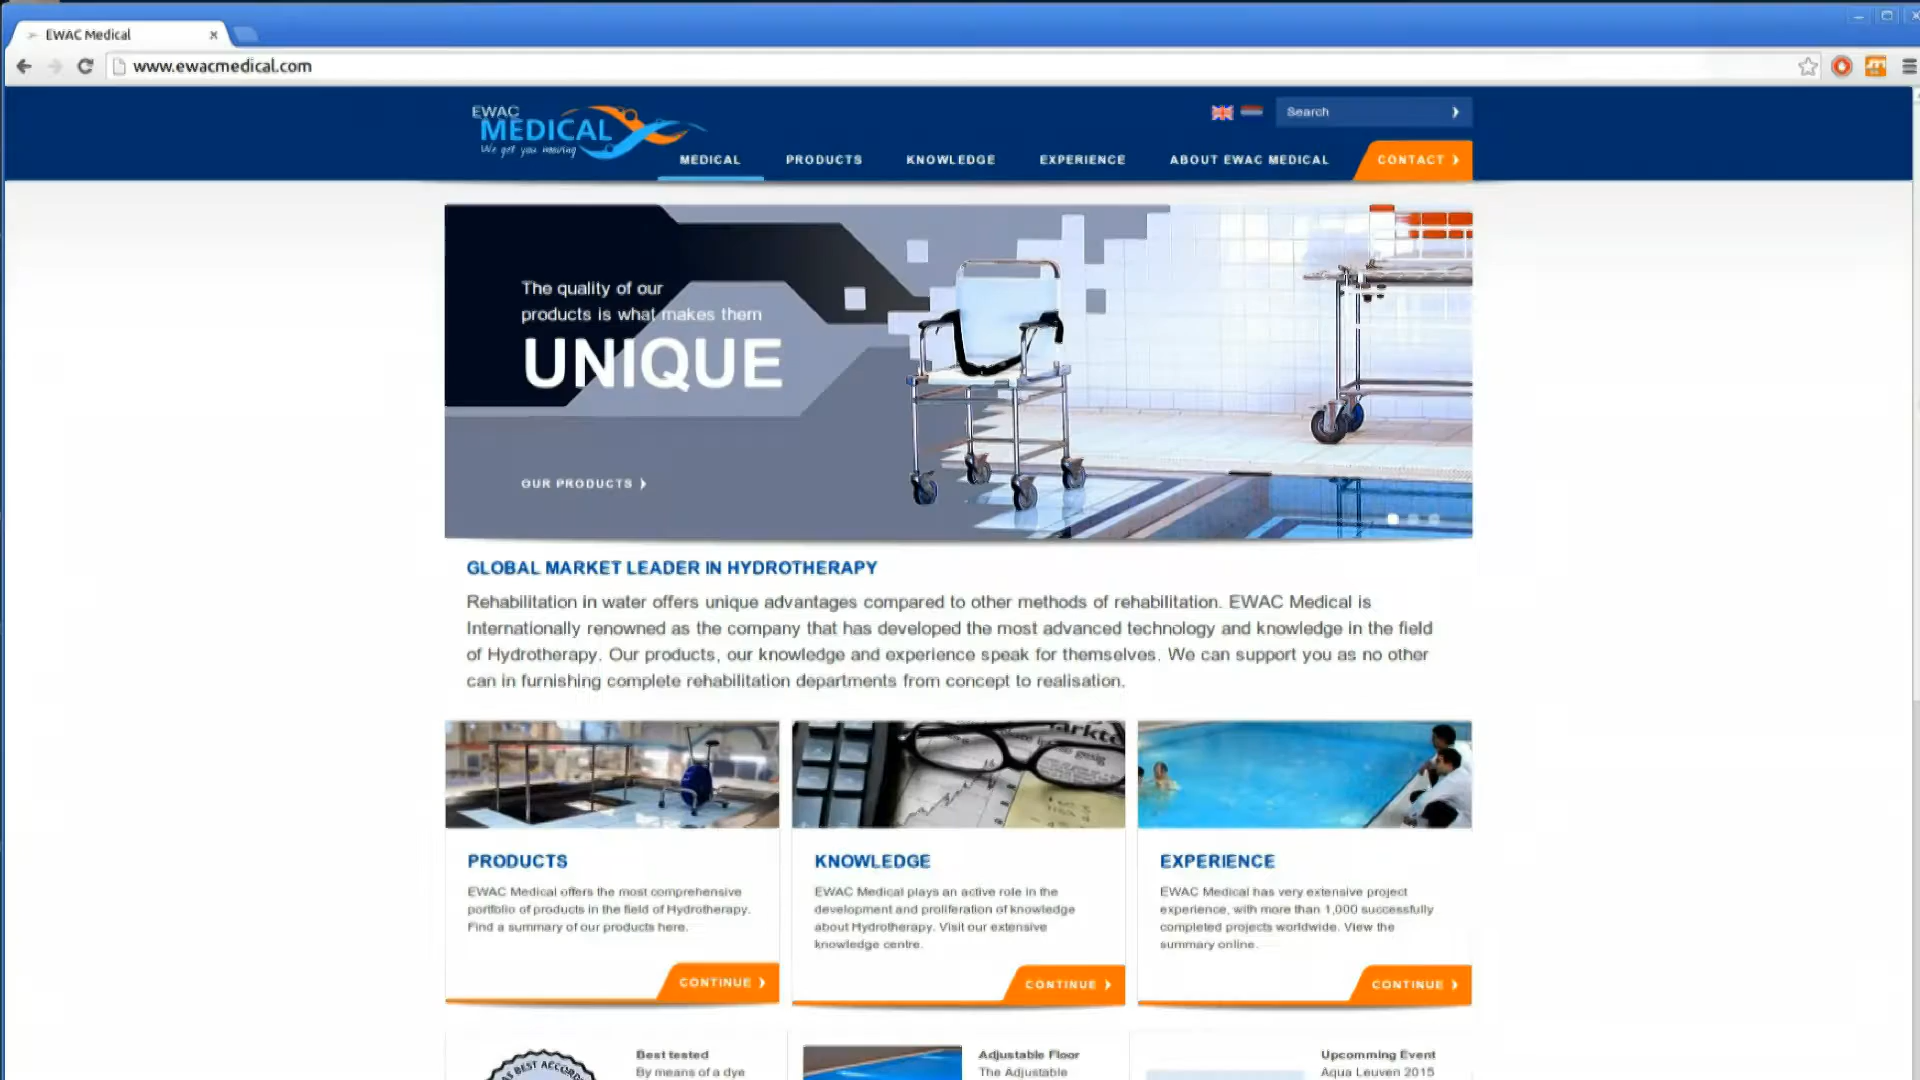 EWAC Medical
www.ewacmedical.com
EWAC
MEDICAL
We get you moving
Search
MEDICAL
PRODUCTS
KNOWLEDGE
EXPERIENCE
ABOUT EWAC MEDICAL
CONTACT
The quality of our
products is what makes them
UNIQUE
OUR PRODUCTS
GLOBAL MARKET LEADER IN HYDROTHERAPY
Rehabilitation in water offers unique advantages compared to other methods of rehabilitation. EWAC Medical is
Internationally renowned as the company that has developed the most advanced technology and knowledge in the field
of Hydrotherapy. Our products, our knowledge and experience speak for themselves. We can support you as no other
can in furnishing complete rehabilitation departments from concept to realisation.
PRODUCTS
EWAC Medical offers the most comprehensive
portfolio of products in the field of Hydrotherapy.
Find a summary of our products here.
CONTINUE
KNOWLEDGE
EWAC Medical plays an active role in the
development and proliferation of knowledge
about Hydrotherapy. Visit our extensive
knowledge centre.
CONTINUE
EXPERIENCE
EWAC Medical has very extensive project
experience, with more than 1,000 successfully
completed projects worldwide. View the
summary online.
CONTINUE
AS BEST ACCORD
Best tested
By means of a dye
Adjustable Floor
The Adjustable
Upcomming Event
Aqua Leuven 2015